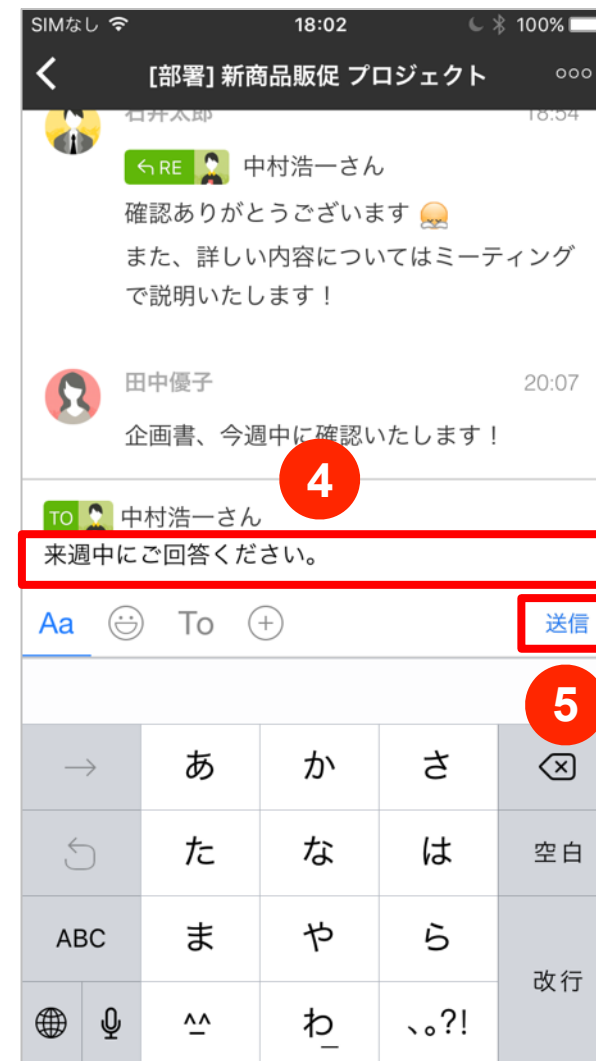 SIMなし 18:02 100%
[部署] 新商品販促 プロジェクト
石井太郎 18:54
RE 中村浩一さん
確認ありがとうございます
また、詳しい内容についてはミーティング
で説明いたします！
田中優子 20:07
企画書、今週中に確認いたします！
4
TO 中村浩一さん
来週中にご回答ください。
Aa To 送信
5
→ あ か さ
た な は 空白
ABC ま や ら
改行
^^ わ 、。?!